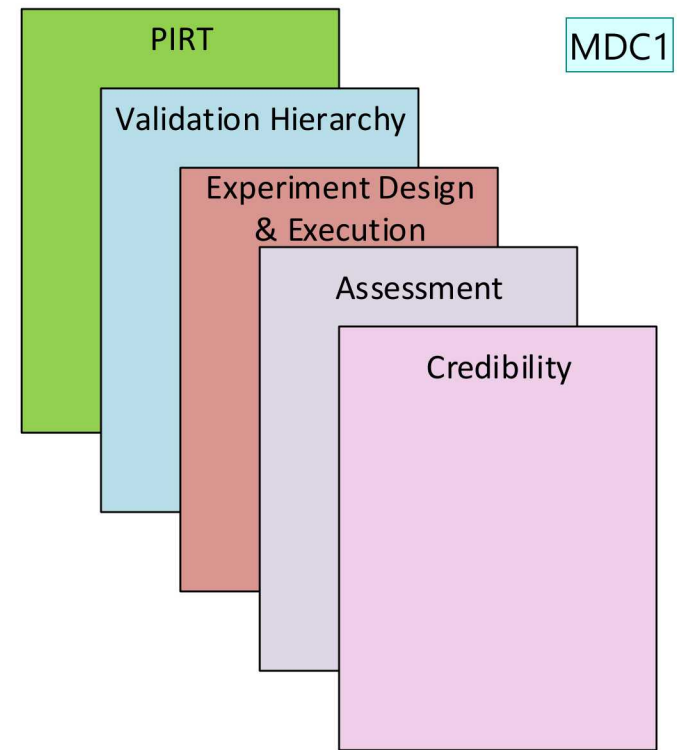 PIRT
MDC1
Validation Hierarchy
Experiment Design
& Execution
Assessment
Credibility